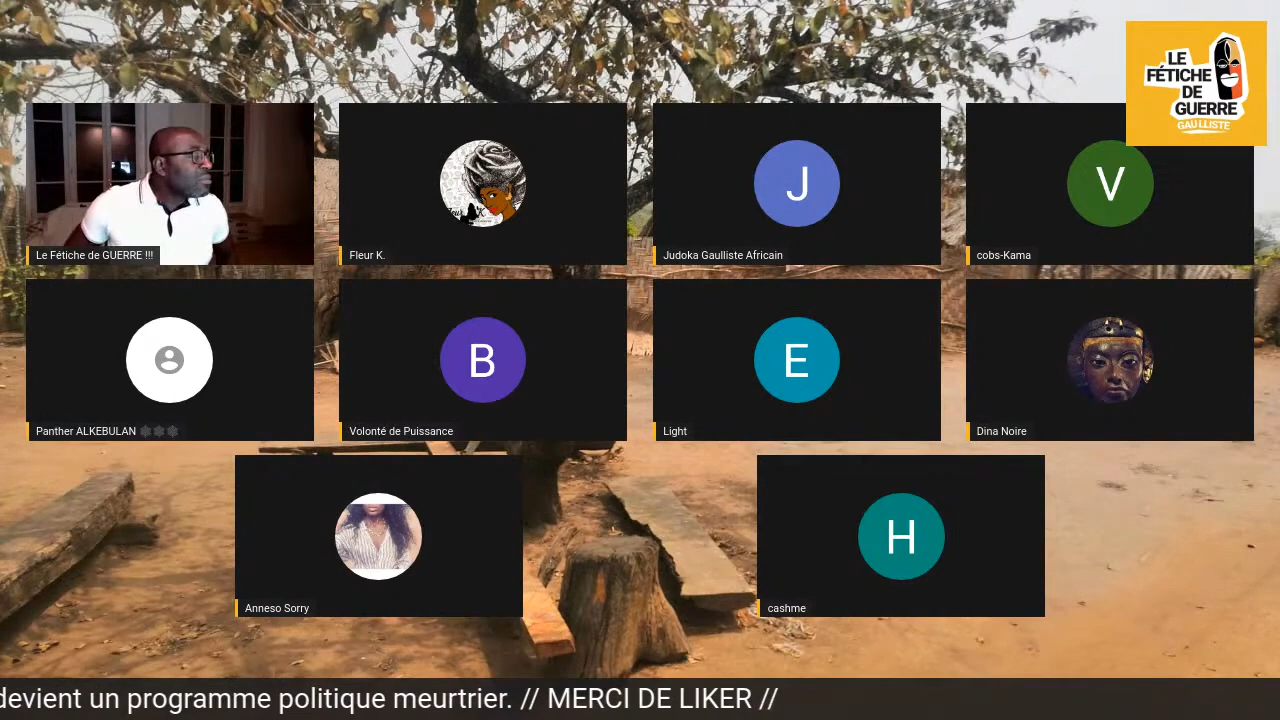 LE
FÉTICHE
DE
GUERRE
GAULLISTE
Le Fétiche de GUERRE !!!
Fleur K.
J
Judoka Gaulliste Africain
V
cobs-Kama
Panther ALKEBULAN
B
Volonté de Puissance
E
Light
Dina Noire
Anneso Sorry
H
cashme
devient un programme politique meurtrier. // MERCI DE LIKER //